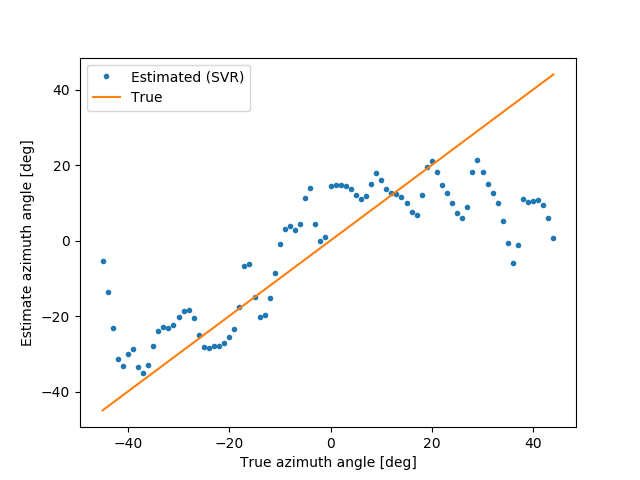 Estimated (SVR)
True
40
20
0
−20
−40
Estimate azimuth angle [deg]
−40 −20 0 20 40
True azimuth angle [deg]